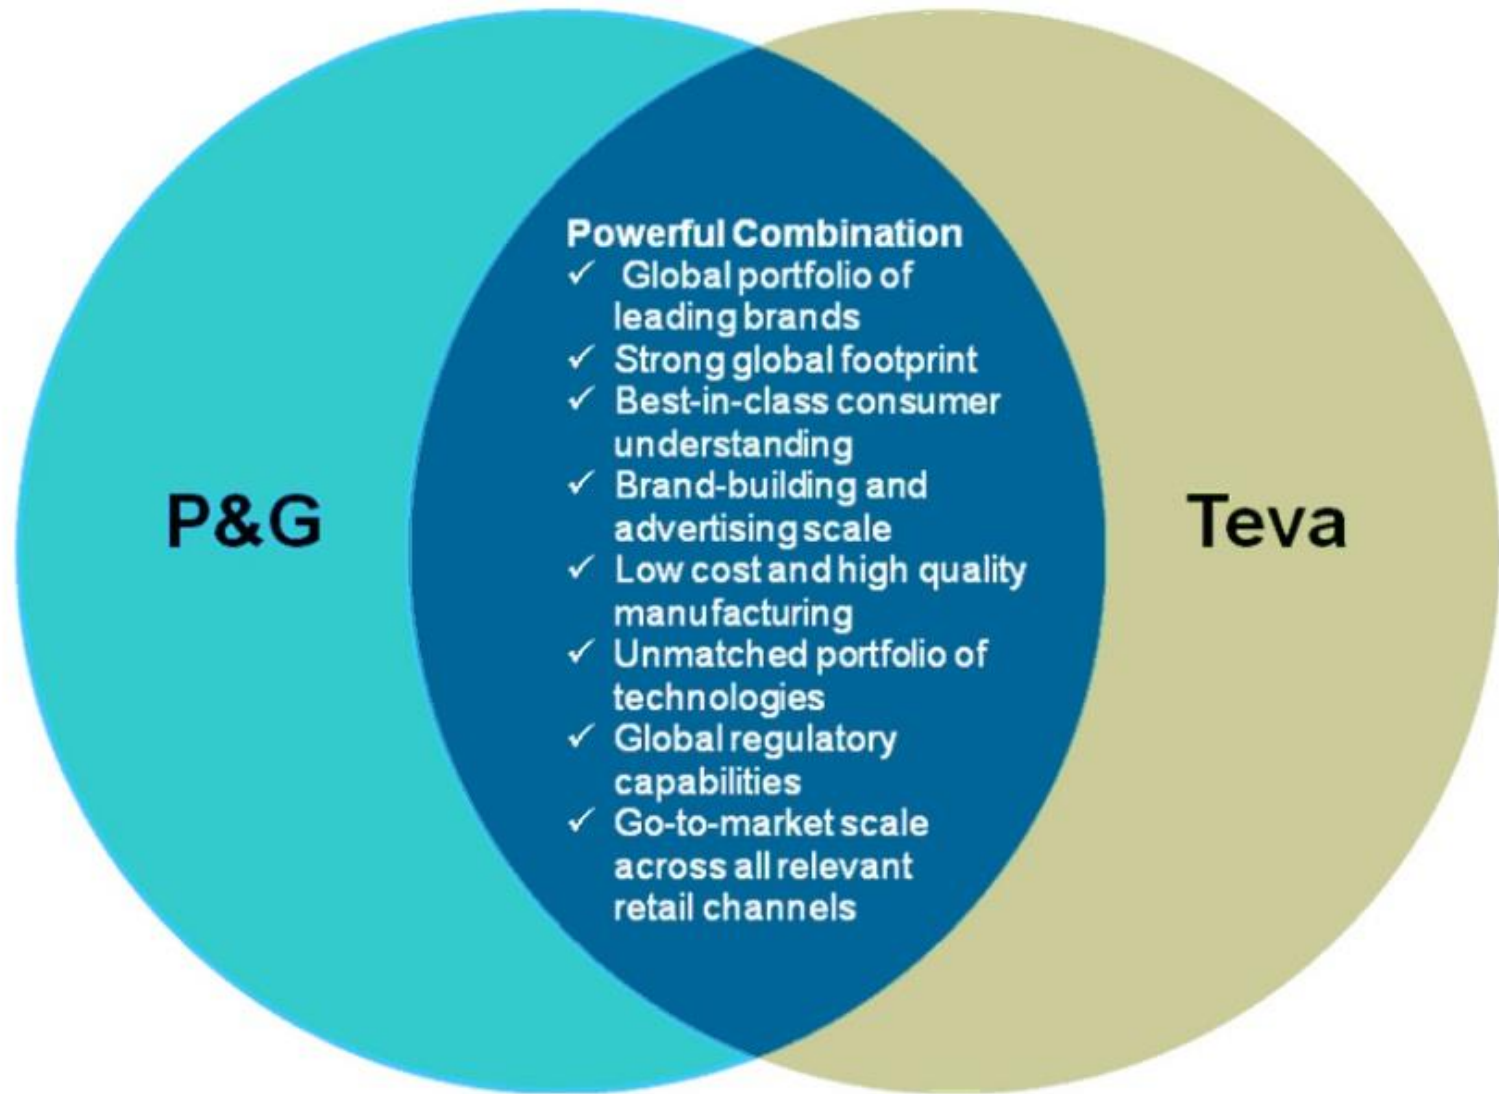 P&G
Powerful Combination
✓ Global portfolio of
leading brands
✓ Strong global footprint
✓ Best-in-class consumer
understanding
✓ Brand-building and
advertising scale
✓ Low cost and high quality
manufacturing
✓ Unmatched portfolio of
technologies
✓ Global regulatory
capabilities
✓ Go-to-market scale
across all relevant
retail channels
Teva